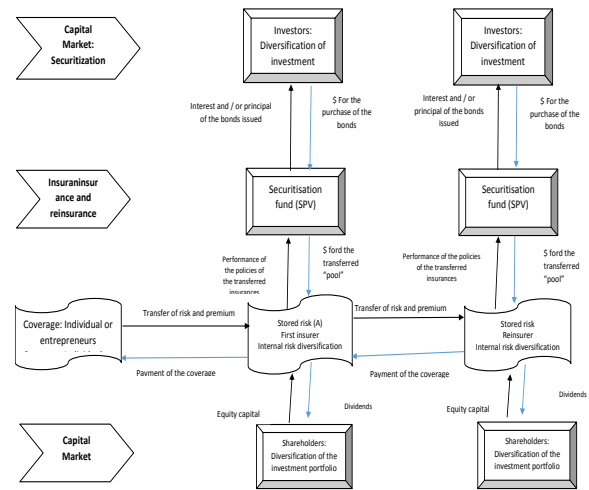 Capital
Market:
Securitization
Investors:
Diversification of
investment
Investors:
Diversification of
investment
Interest and / or principal
of the bonds issued
$ For the
purchase of the
bonds
Interest and / or
principal of the bonds
issued
$ For the
purchase of the
bonds
Insuraninsur
ance and
reinsurance
Securitisation
fund (SPV)
Securitisation
fund (SPV)
Performance of
the policies of
the transferred
insurances
$ ford the
transferred
"pool"
Performance of the policies
of the transferred
insurances
$ ford the
transferred
"pool"
Coverage: Individual or
entrepreneurs
Transfer of risk and premium
Stored risk (A)
First insurer
Internal risk diversification
Transfer of risk and premium
Stored risk
Reinsurer
Internal risk diversification
Payment of the coverage
Payment of the coverage
Equity capital
Dividends
Equity capital
Dividends
Capital
Market
Shareholders:
Diversification of the
investment portfolio
Shareholders:
Diversification of the
investment portfolio